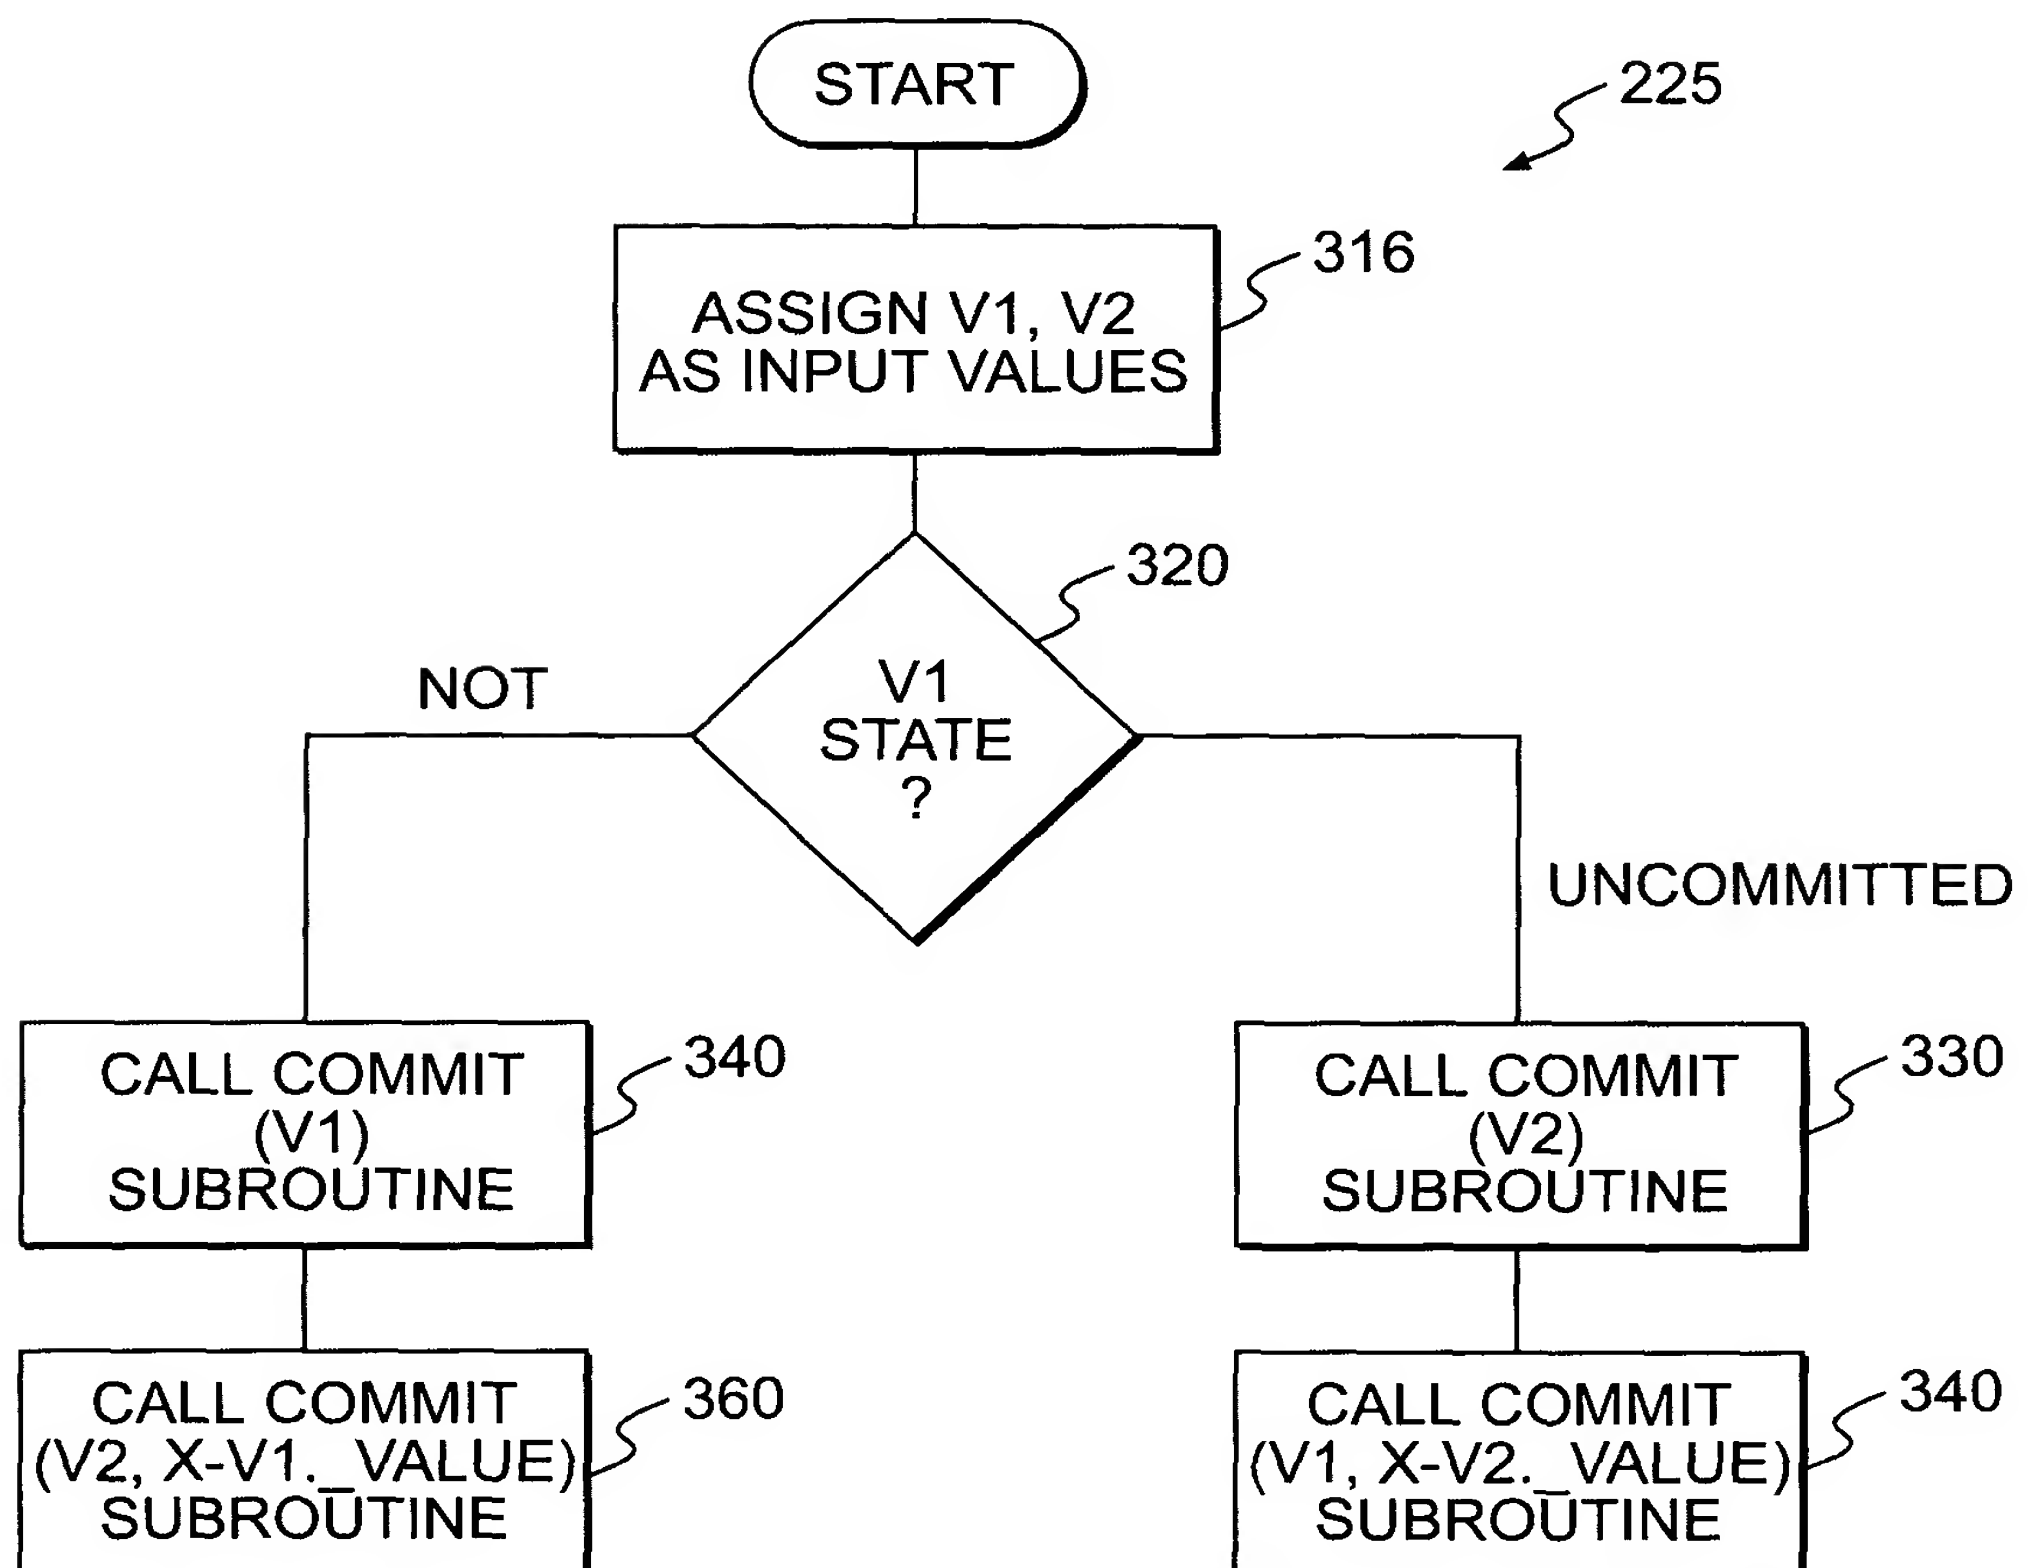 START
225
316
ASSIGN V1, V2
AS INPUT VALUES
320
V1
STATE
?
NOT
UNCOMMITTED
CALL COMMIT
(V1)
SUBROUTINE
340
CALL COMMIT
(V2)
SUBROUTINE
330
CALL COMMIT
(V2, X-V1._VALUE)
SUBROUTINE
360
CALL COMMIT
(V1, X-V2._VALUE)
SUBROUTINE
340